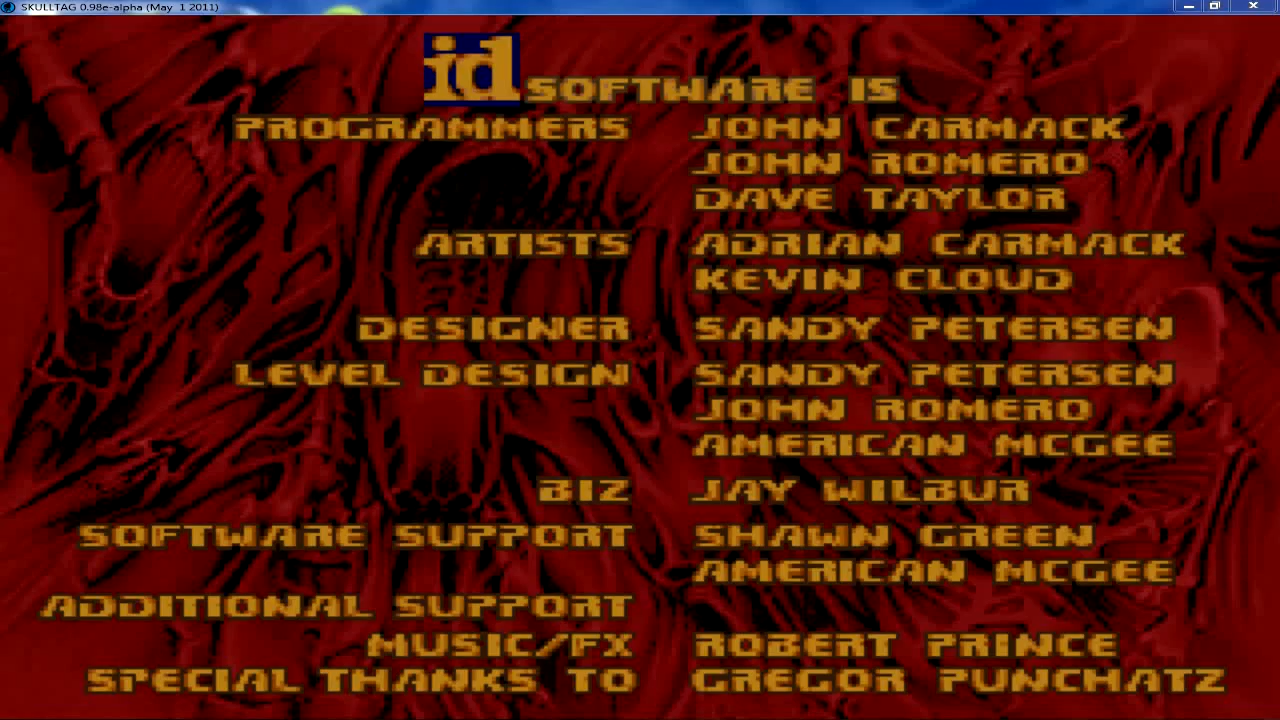 SKULLTAG 0.98e-alpha (May 1 2011)
id SOFTWARE IS
PROGRAMMERS JOHN CARMACK
JOHN ROMERO
DAVE TAYLOR
ARTISTS ADRIAN CARMACK
KEVIN CLOUD
DESIGNER SANDY PETERSEN
LEVEL DESIGN SANDY PETERSEN
JOHN ROMERO
AMERICAN MCGEE
BIZ JAY WILBUR
SOFTWARE SUPPORT SHAWN GREEN
AMERICAN MCGEE
ADDITIONAL SUPPORT
MUSIC/FX ROBERT PRINCE
SPECIAL THANKS TO GREGOR PUNCHATZ